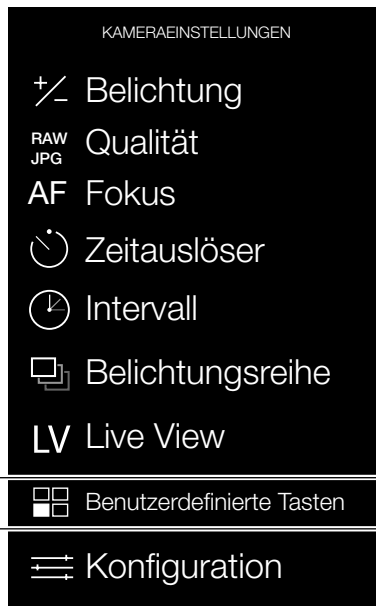 KAMERAEINSTELLUNGEN
Belichtung
RAW
JPG Qualität
AF Fokus
Zeitauslöser
Intervall
Belichtungsreihe
LV Live View
Benutzerdefinierte Tasten
Konfiguration